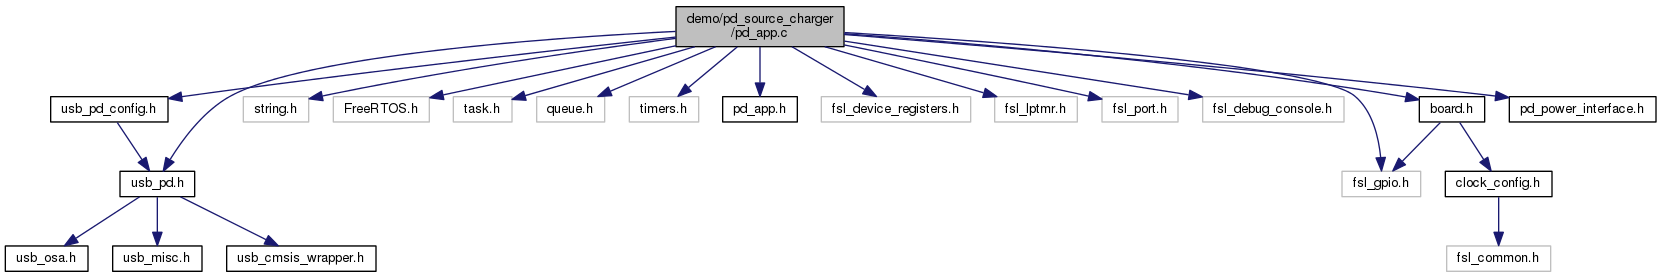 demo/pd_source_charger
/pd_app.c
usb_pd_config.h
string.h
FreeRTOS.h
task.h
queue.h
timers.h
pd_app.h
fsl_device_registers.h
fsl_lptmr.h
fsl_port.h
fsl_debug_console.h
board.h
pd_power_interface.h
usb_pd.h
fsl_gpio.h
clock_config.h
usb_osa.h
usb_misc.h
usb_cmsis_wrapper.h
fsl_common.h